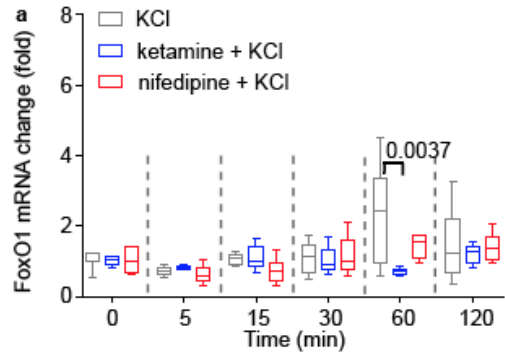 a
FoxO1 mRNA change (fold)
8
6
4
2
0
KCl
ketamine + KCl
nifedipine + KCl
0.0037
0 5 15 30 60 120
Time (min)